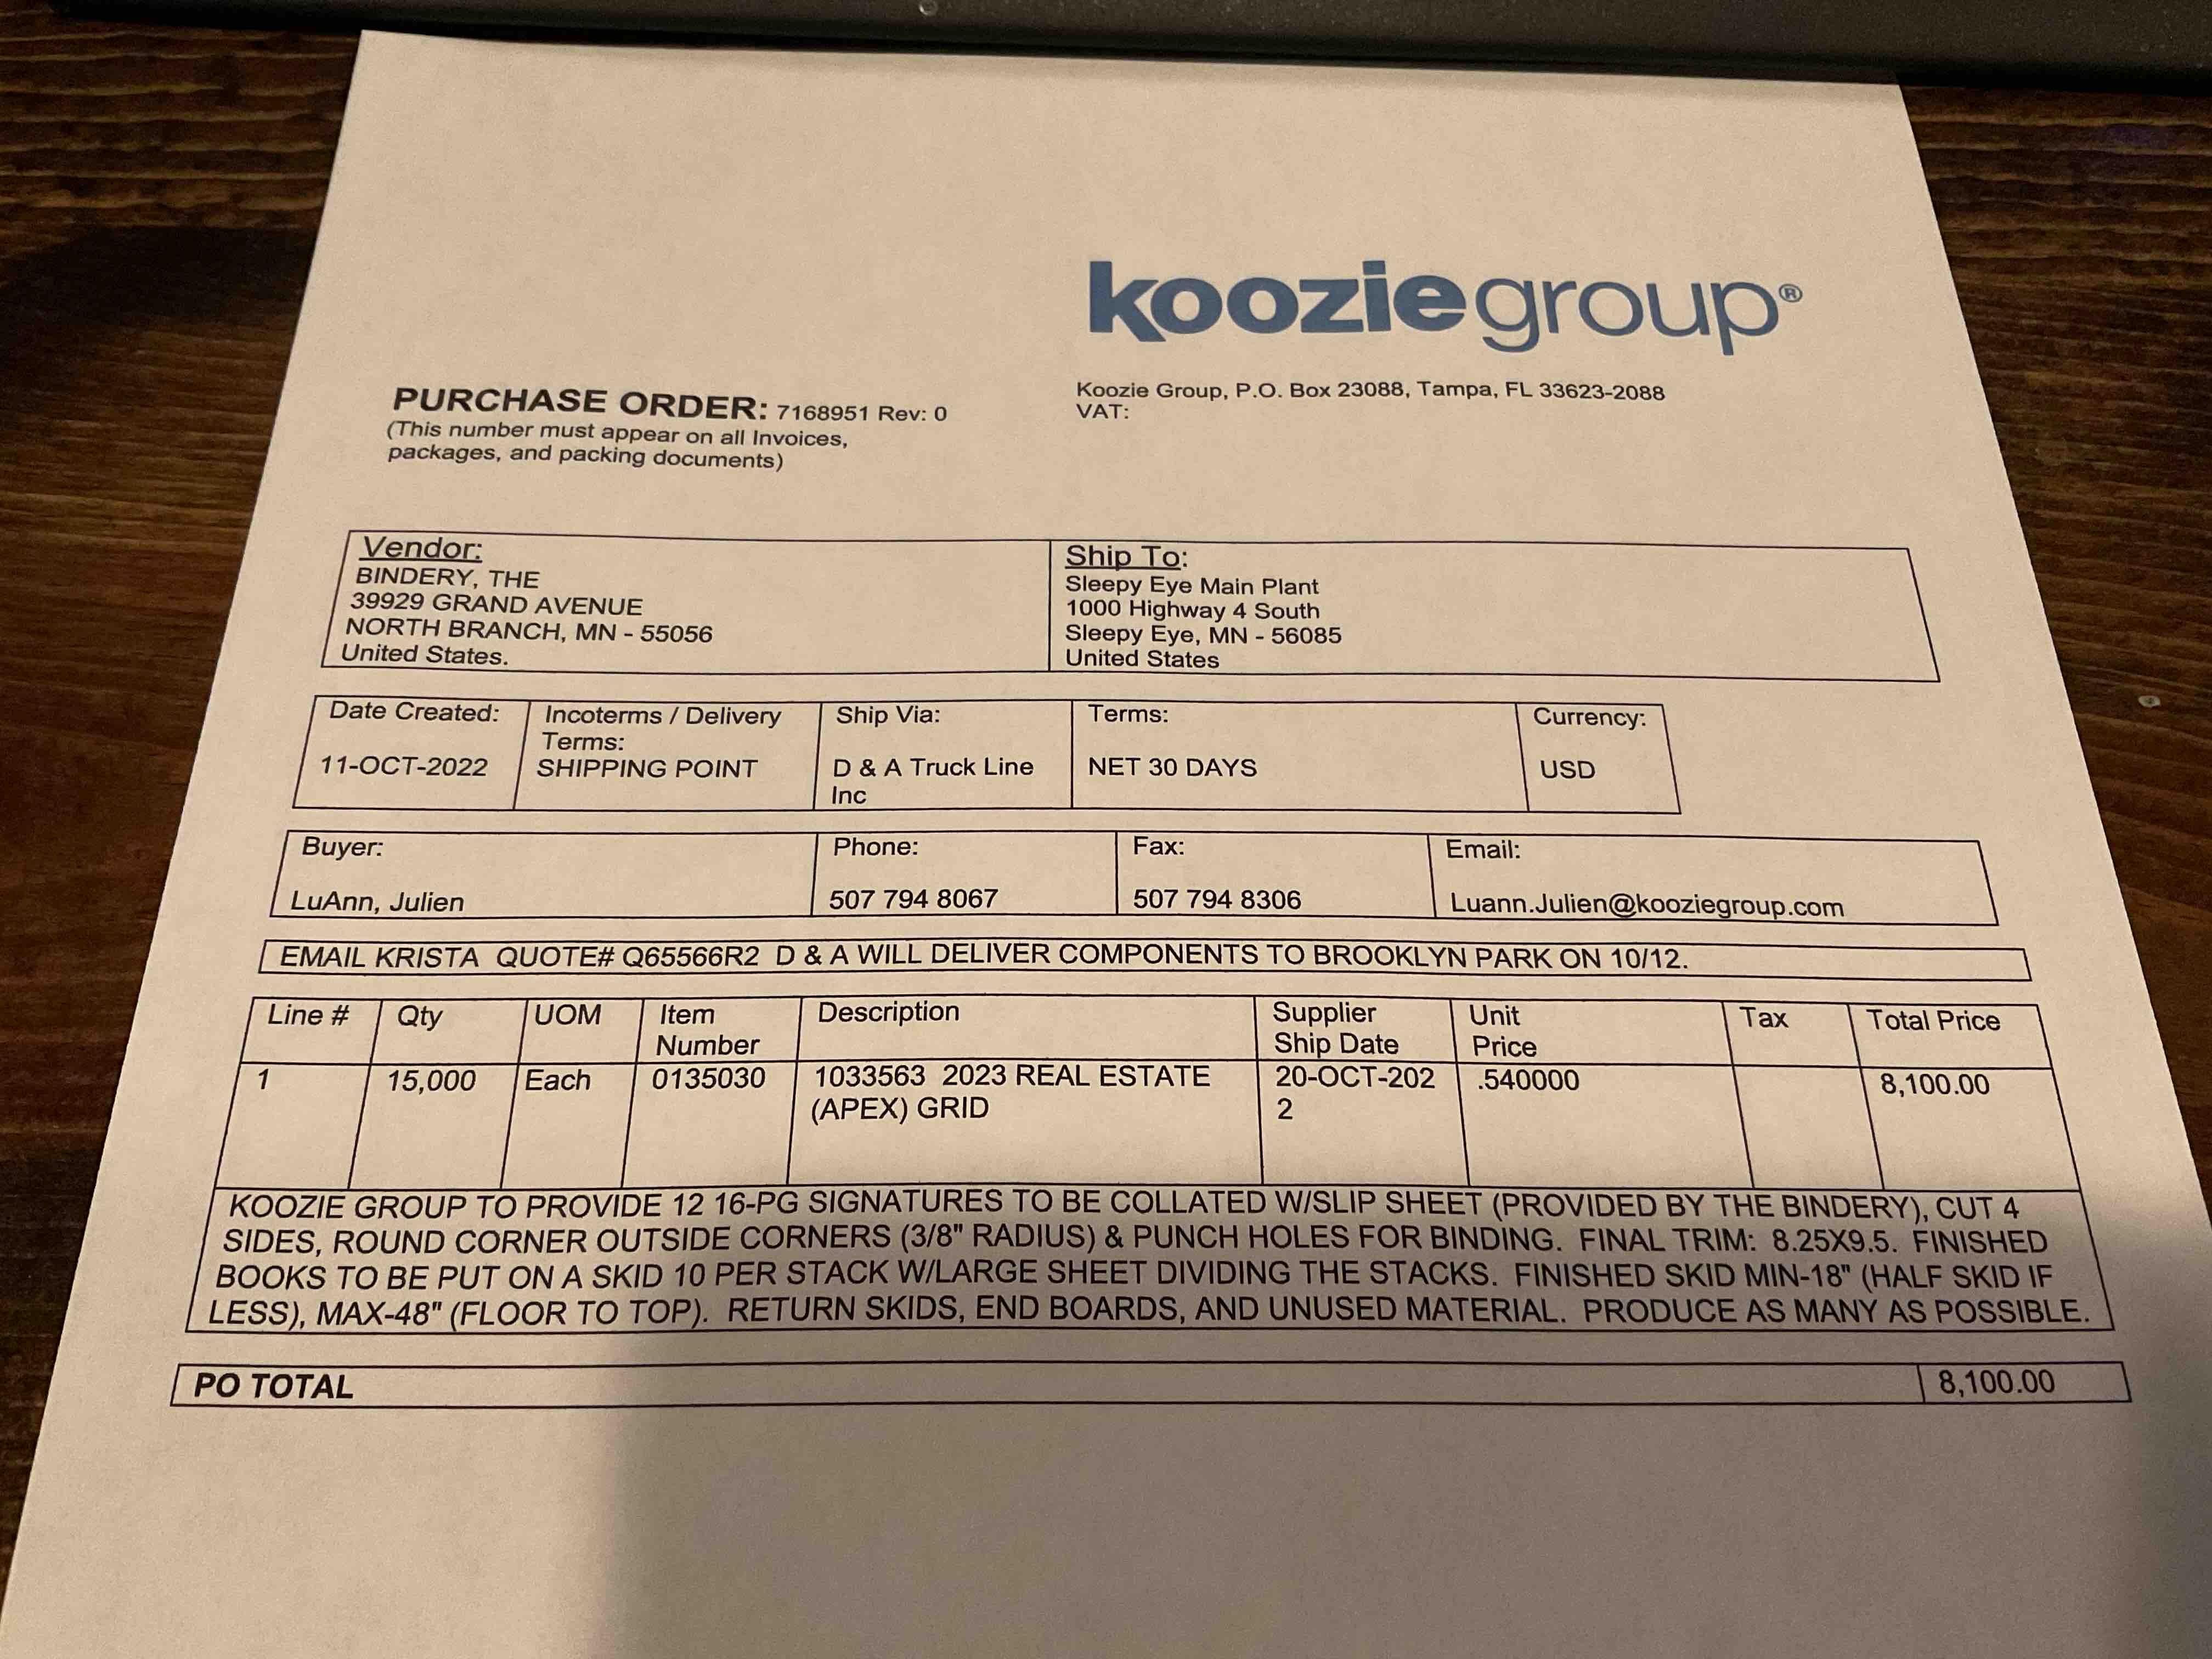 kooziegroup®
Koozie Group, P.O. Box 23088, Tampa, FL 33623-2088
VAT:
PURCHASE ORDER: 7168951 Rev: 0
(This number must appear on all Invoices,
packages, and packing documents)
Vendor:
BINDERY, THE
39929 GRAND AVENUE
NORTH BRANCH, MN - 55056
United States.
Ship To:
Sleepy Eye Main Plant
1000 Highway 4 South
Sleepy Eye, MN - 56085
United States
Date Created:
11-OCT-2022
Incoterms / Delivery
Terms:
SHIPPING POINT
Ship Via:
D & A Truck Line
Inc
Terms:
NET 30 DAYS
Currency:
USD
Buyer:
LuAnn, Julien
Phone:
507 794 8067
Fax:
507 794 8306
Email:
Luann.Julien@kooziegroup.com
EMAIL KRISTA QUOTE# Q65566R2 D & A WILL DELIVER COMPONENTS TO BROOKLYN PARK ON 10/12.
Line # Qty UOM Item Description Supplier Unit Tax Total Price
Number Ship Date Price
1 15,000 Each 0135030 1033563 2023 REAL ESTATE 20-OCT-202 .540000 8,100.00
(APEX) GRID 2
KOOZIE GROUP TO PROVIDE 12 16-PG SIGNATURES TO BE COLLATED W/SLIP SHEET (PROVIDED BY THE BINDERY), CUT 4
SIDES, ROUND CORNER OUTSIDE CORNERS (3/8" RADIUS) & PUNCH HOLES FOR BINDING. FINAL TRIM: 8.25X9.5. FINISHED
BOOKS TO BE PUT ON A SKID 10 PER STACK W/LARGE SHEET DIVIDING THE STACKS. FINISHED SKID MIN-18" (HALF SKID IF
LESS), MAX-48" (FLOOR TO TOP). RETURN SKIDS, END BOARDS, AND UNUSED MATERIAL. PRODUCE AS MANY AS POSSIBLE.
PO TOTAL 8,100.00